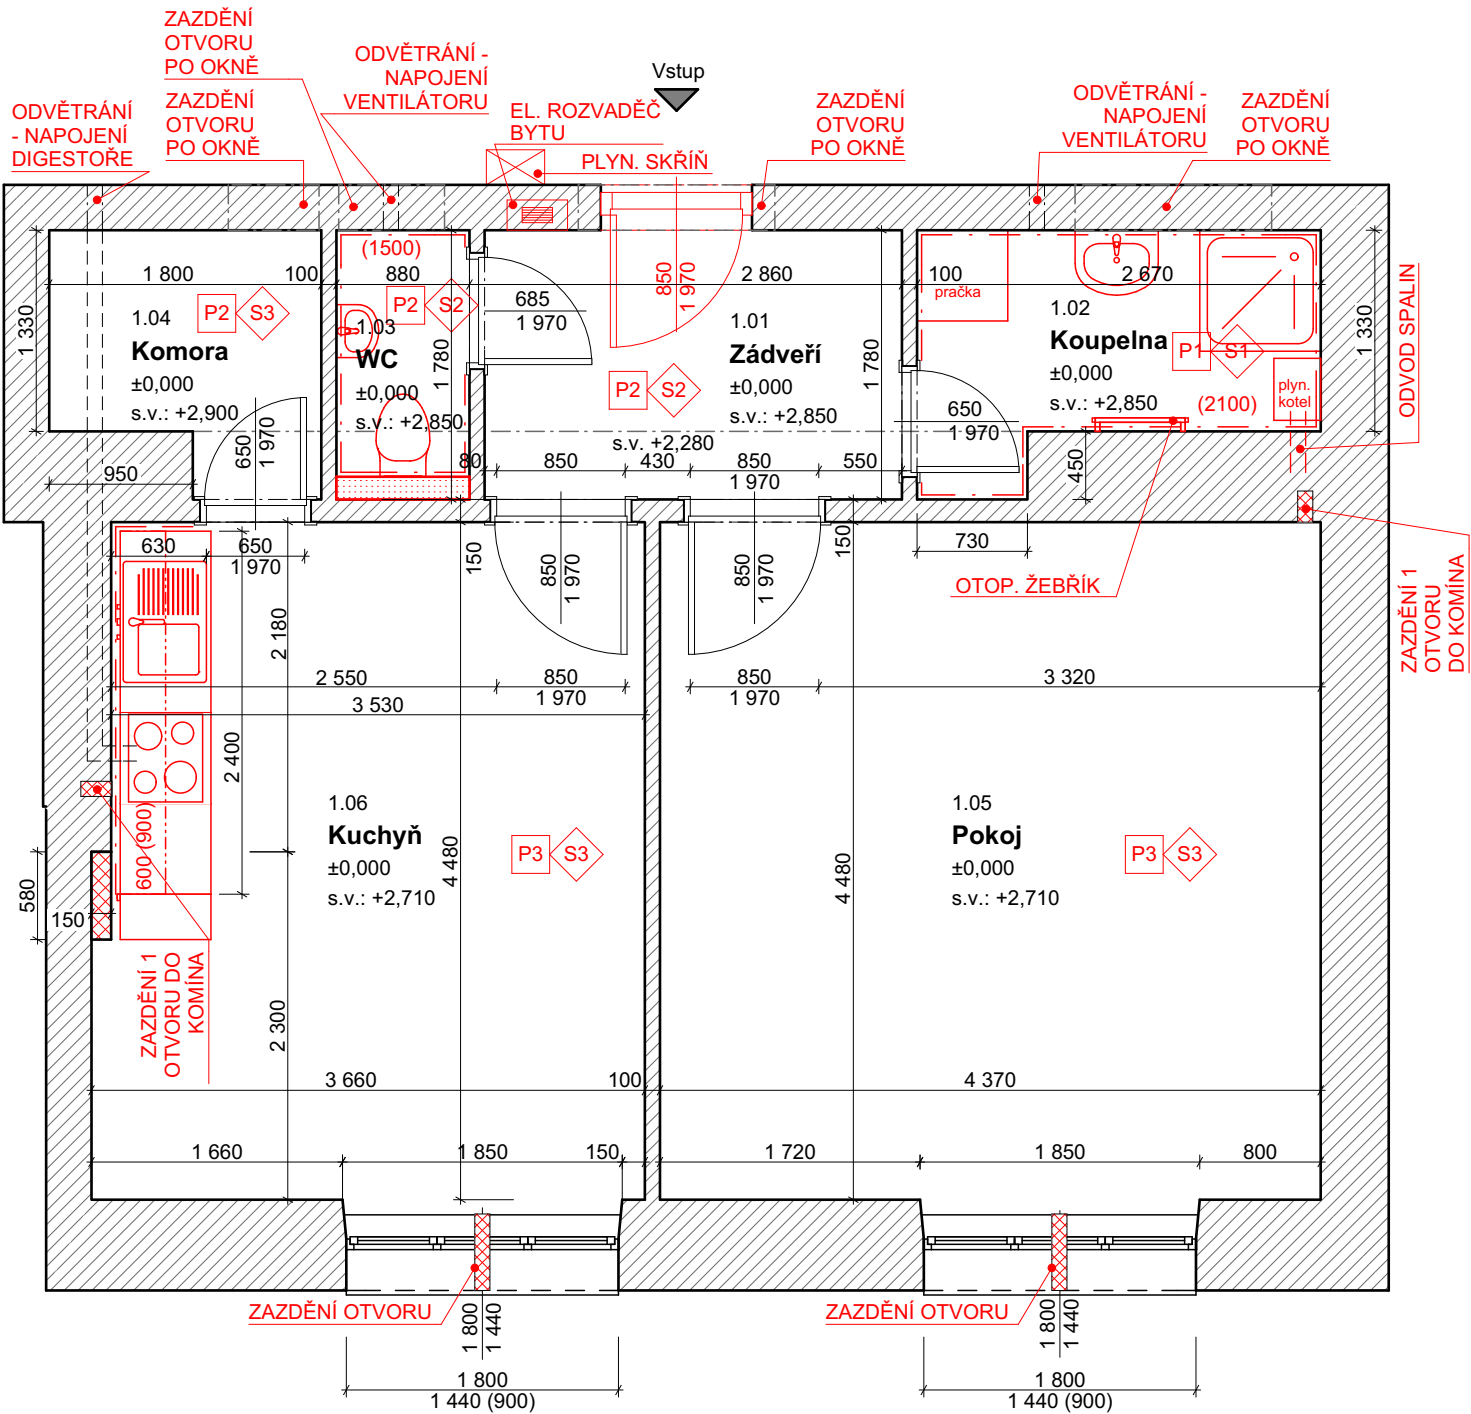 ZAZDĚNÍ
OTVORU
PO OKNĚ
ODVĚTRÁNÍ -
NAPOJENÍ
VENTILÁTORU
Vstup
ODVĚTRÁNÍ
- NAPOJENÍ
DIGESTOŘE
ZAZDĚNÍ
OTVORU
PO OKNĚ
EL. ROZVADĚČ
BYTU
PLYN. SKŘÍŇ
ZAZDĚNÍ
OTVORU
PO OKNĚ
ODVĚTRÁNÍ -
NAPOJENÍ
VENTILÁTORU
ZAZDĚNÍ
OTVORU
PO OKNĚ
1 330
1 800
100
P2
S3
1.04
Komora
±0,000
s.v.: +2,900
650
1 970
950
(1500)
880
P2
S2
1.03
WC
±0,000
s.v.: +2,850
1 780
685
1 970
850
1 970
2 860
1.01
Zádveří
±0,000
s.v.: +2,850
P2
S2
1 780
s.v. +2,280
80
850
430
850
1 970
550
100
pračka
2 670
1.02
Koupelna
±0,000
s.v.: +2,850
P1
S1
(2100)
plyn.
kotel
650
1 970
450
1 330
ODVOD SPALIN
730
OTOP. ŽEBŘÍK
ZAZDĚNÍ 1
OTVORU
DO KOMÍNA
630
650
1 970
2 180
150
850
1 970
850
1 970
150
2 550
850
1 970
3 530
850
1 970
3 320
2 400
600 (900)
1.06
Kuchyň
±0,000
s.v.: +2,710
4 480
P3
S3
4 480
1.05
Pokoj
±0,000
s.v.: +2,710
P3
S3
580
150
ZAZDĚNÍ 1
OTVORU DO
KOMÍNA
2 300
3 660
100
4 370
1 660
1 850
150
1 720
1 850
800
ZAZDĚNÍ OTVORU
1 800
1 440
ZAZDĚNÍ OTVORU
1 800
1 440
1 800
1 440 (900)
1 800
1 440 (900)